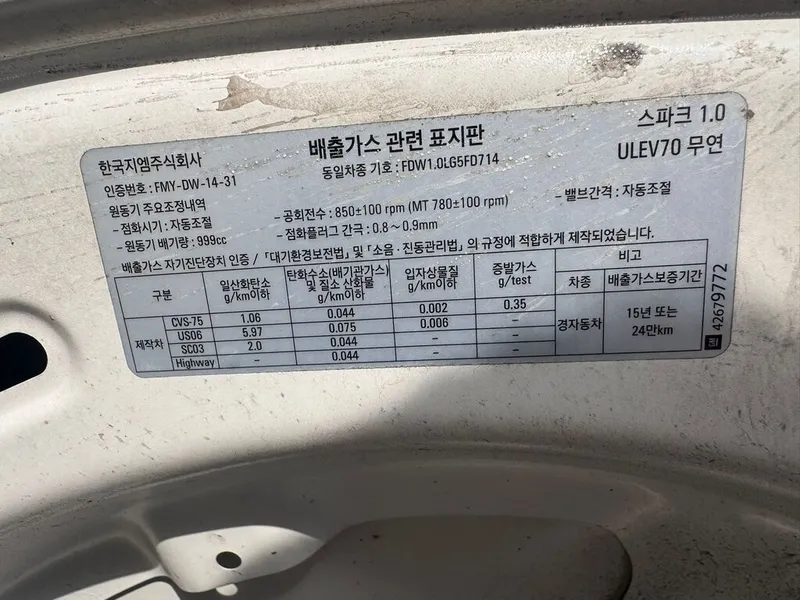 배출가스 관련 표지판
스파크 1.0
한국지엠주식회사
동일차종 기호 : FDW1.0LG5FD714
ULEV70 무연
인증번호 : FMY-DW-14-31
원동기 주요조정내역
- 점화시기 : 자동조절
- 공회전수 : 850±100 rpm (MT 780±100 rpm)
- 밸브간격 : 자동조절
- 원동기 배기량 : 999cc
- 점화플러그 간극 : 0.8 ~ 0.9mm
배출가스 자기진단장치 인증 / 「대기환경보전법」 및 「소음 · 진동관리법」의 규정에 적합하게 제작되었습니다.
구분 일산화탄소 g/km이하 탄화수소(배기관가스) 및 질소 산화물 g/km이하 입자상물질 g/km이하 증발가스 g/test 비고
차종 배출가스보증기간
제작차 CVS-75 1.06 0.044 0.002 0.35
US06 5.97 0.075 0.006 –
SC03 2.0 0.044 – –
Highway – 0.044 – –
경자동차 15년 또는 24만km
42679772